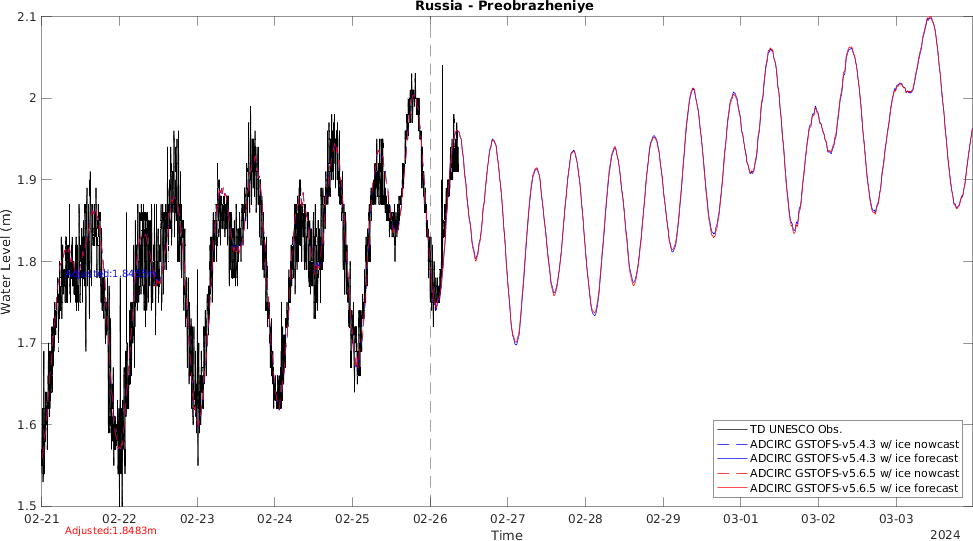 Russia - Preobrazheniye
2.1
2
1.9
1.8
1.7
1.6
1.5
Water Level (m)
02-21
02-22
02-23
02-24
02-25
02-26
02-27
02-28
02-29
03-01
03-02
03-03
Time
2024
Adjusted:1.8483m
TD UNESCO Obs.
ADCIRC GSTOFS-v5.4.3 w/ ice nowcast
ADCIRC GSTOFS-v5.4.3 w/ ice forecast
ADCIRC GSTOFS-v5.6.5 w/ ice nowcast
ADCIRC GSTOFS-v5.6.5 w/ ice forecast